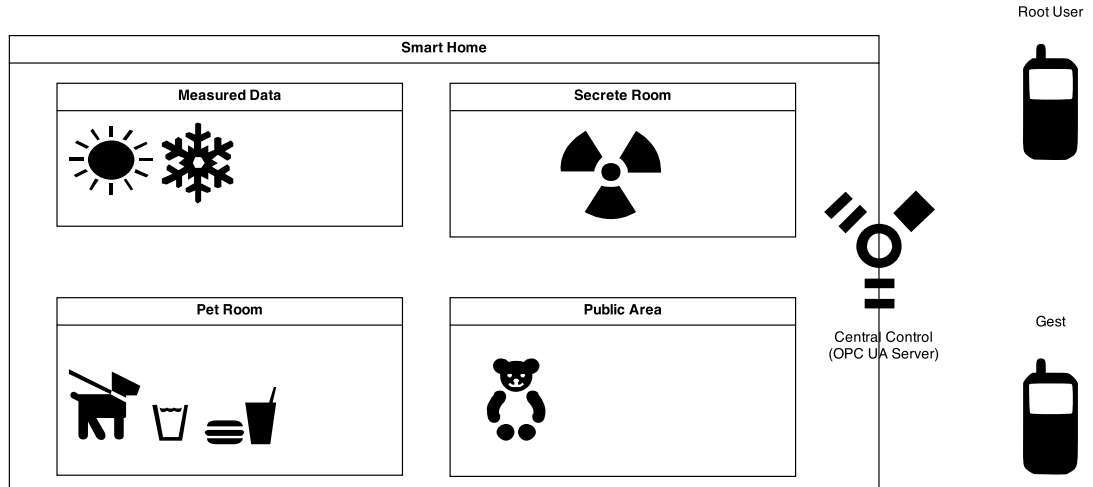 Root User
Smart Home
Measured Data
Secrete Room
Pet Room
Public Area
Central Control
(OPC UA Server)
Gest